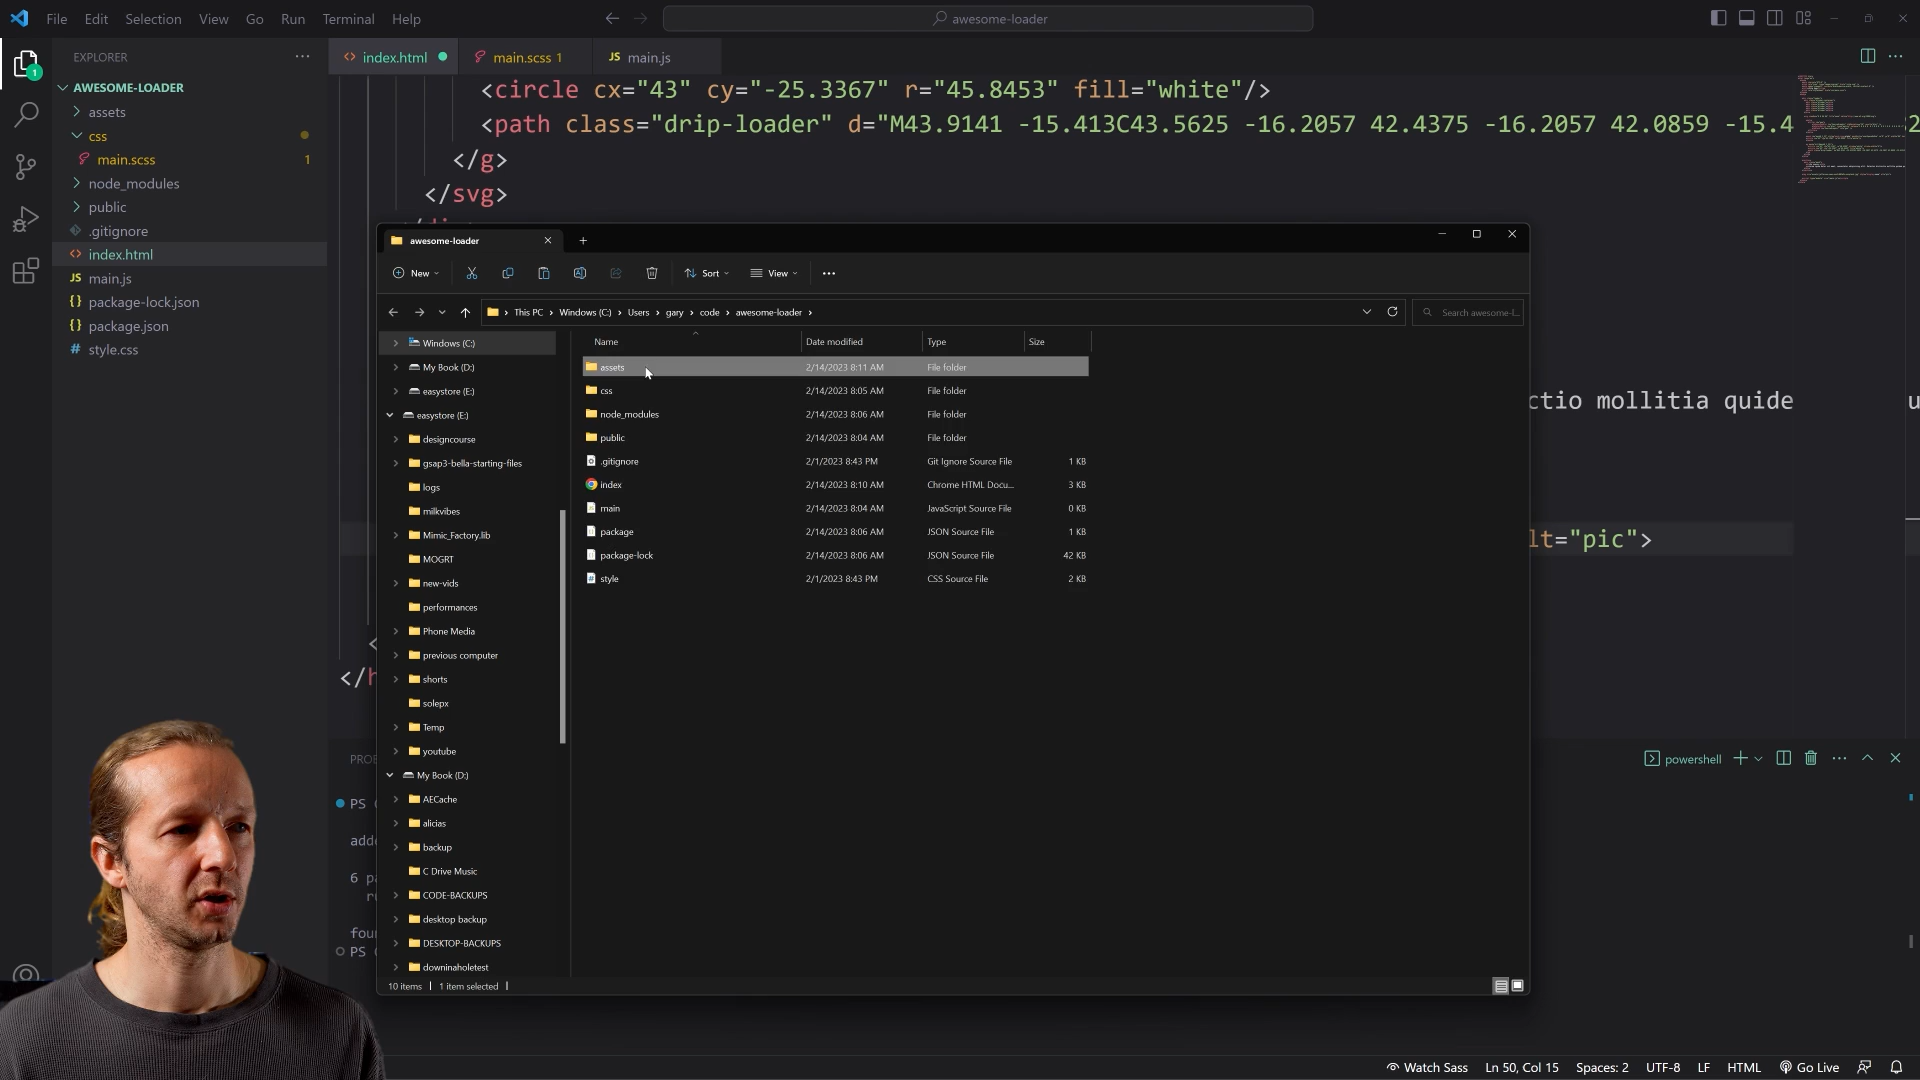 File Edit Selection View Go Run Terminal Help
awesome-loader
EXPLORER
AWESOME-LOADER
assets
css
main.scss 1
node_modules
public
.gitignore
index.html
main.js
package-lock.json
package.json
style.css
1
index.html
main.scss 1
JS main.js
<circle cx="43" cy="-25.3367" r="45.8453" fill="white"/>
<path class="drip-loader" d="M43.9141 -15.413C43.5625 -16.2057 42.4375 -16.2057 42.0859 -15.4
</g>
</svg>
awesome-loader
New Sort View
This PC > Windows (C:) > Users > gary > code > awesome-loader >
Search awesome-l...
Windows (C:)
My Book (D:)
easystore (E:)
easystore (E:)
designcourse
gsap3-bella-starting-files
logs
milkvibes
Mimic_Factory.lib
MOGRT
new-vids
performances
Phone Media
previous computer
shorts
solepx
Temp
youtube
My Book (D:)
AECache
alicias
backup
C Drive Music
CODE-BACKUPS
desktop backup
DESKTOP-BACKUPS
downinaholetest
Name Date modified Type Size
assets 2/14/2023 8:11 AM File folder
css 2/14/2023 8:05 AM File folder
node_modules 2/14/2023 8:06 AM File folder
public 2/14/2023 8:04 AM File folder
.gitignore 2/1/2023 8:43 PM Git Ignore Source File 1 KB
index 2/14/2023 8:10 AM Chrome HTML Docu... 3 KB
main 2/14/2023 8:04 AM JavaScript Source File 0 KB
package 2/14/2023 8:06 AM JSON Source File 1 KB
package-lock 2/14/2023 8:06 AM JSON Source File 42 KB
style 2/1/2023 8:43 PM CSS Source File 2 KB
10 items | 1 item selected |
ctio mollitia quide
lt="pic">
</h
PROB
powershell
PS C
adde
6 pa
ru
foun
PS C
Watch Sass Ln 50, Col 15 Spaces: 2 UTF-8 LF HTML Go Live